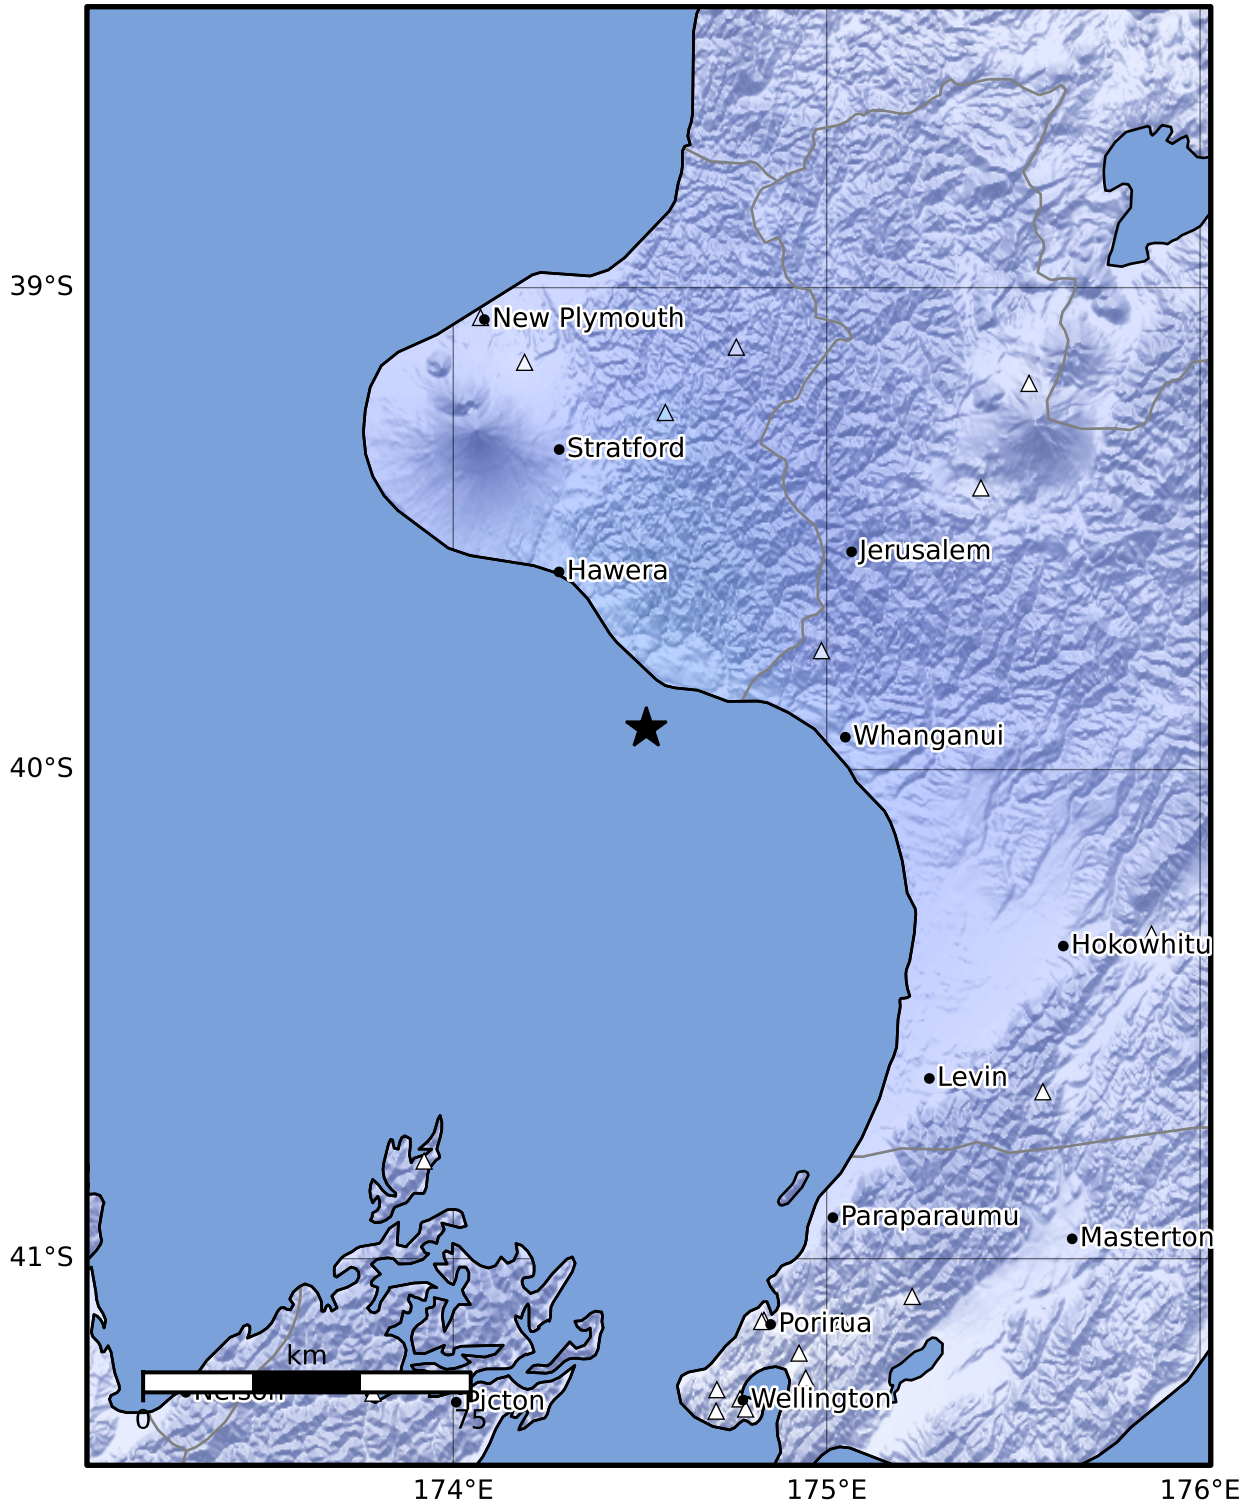 39°S
New Plymouth
Stratford
Jerusalem
Hawera
Whanganui
40°S
Hokowhitu
Levin
Paraparaumu
Masterton
41°S
Porirua
km
Nelson
Picton
Wellington
0
75
174°E
175°E
176°E